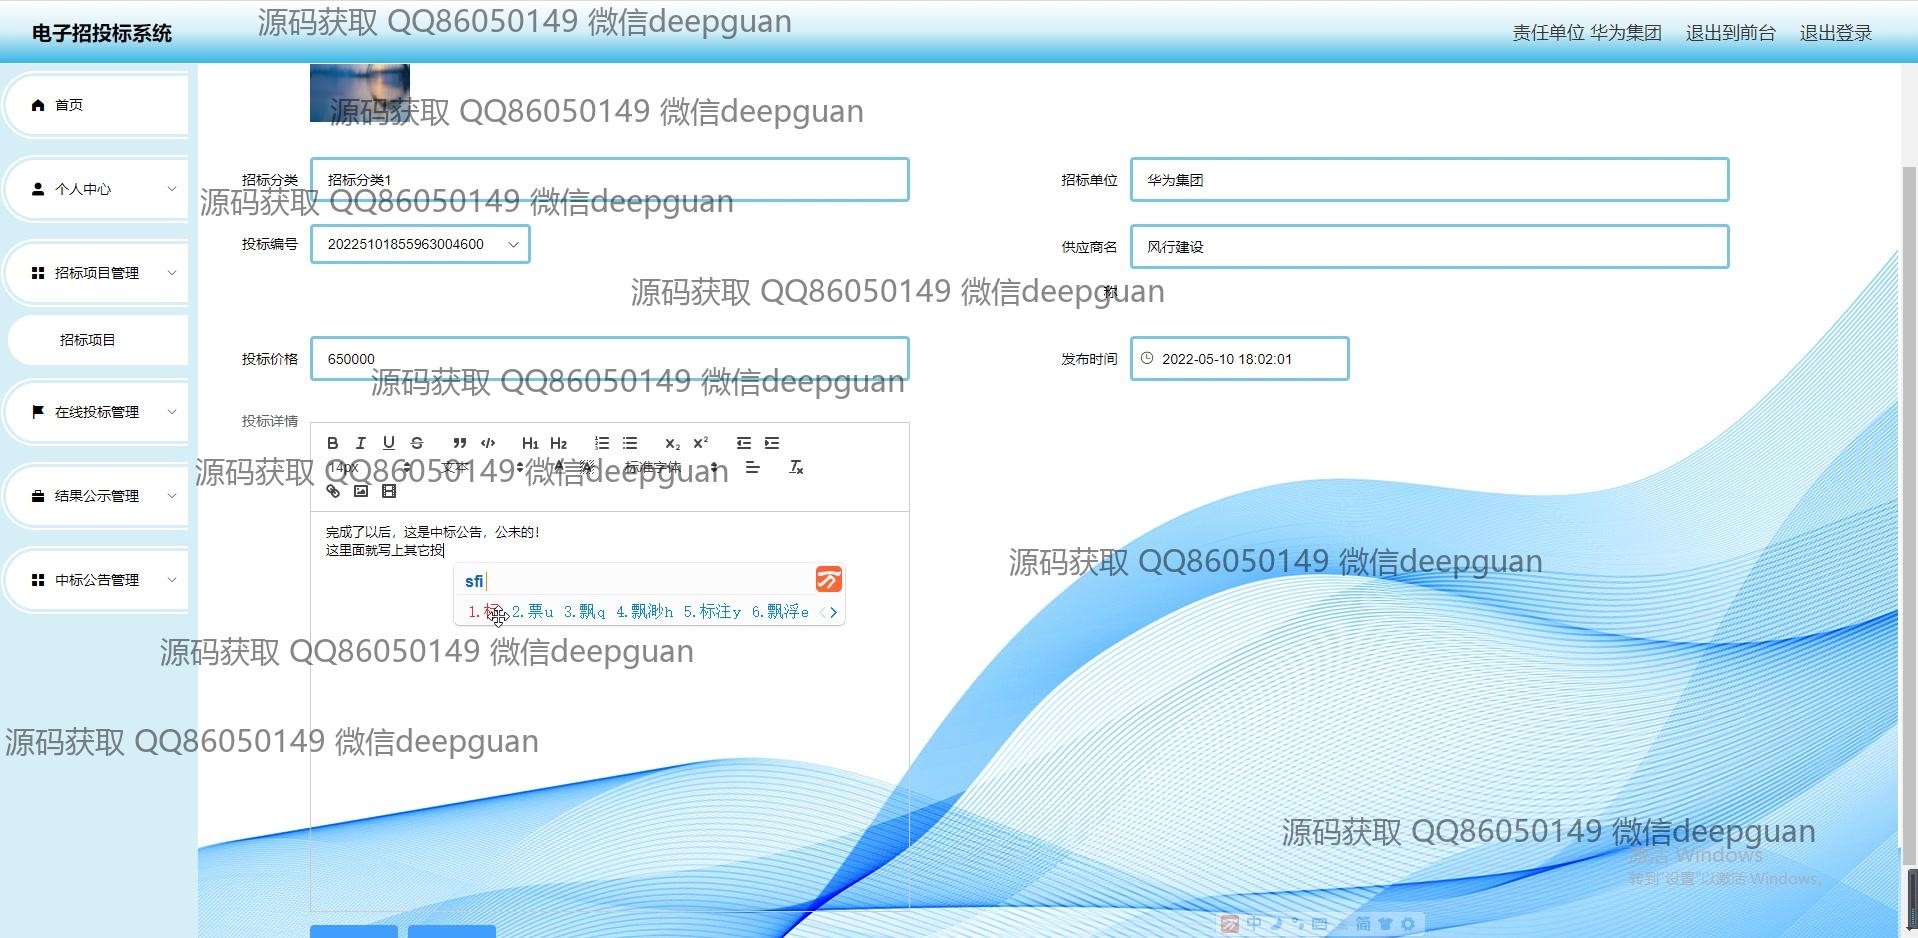 电子招投标系统
源码获取 QQ86050149 微信deepguan
责任单位 华为集团
退出到前台
退出登录
首页
源码获取 QQ86050149 微信deepguan
个人中心
招标分类
招标分类1
招标单位
华为集团
源码获取 QQ86050149 微信deepguan
投标编号
20225101855963004600
供应商名
称
风行建设
招标项目管理
源码获取 QQ86050149 微信deepguan
招标项目
投标价格
650000
发布时间
2022-05-10 18:02:01
源码获取 QQ86050149 微信deepguan
在线投标管理
投标详情
B I U S H1 H2 X2 X2
14px 文本 标准字体
源码获取 QQ86050149 微信deepguan
结果公示管理
完成了以后，这是中标公告，公未的！
这里面就写上其它投
源码获取 QQ86050149 微信deepguan
sfi
中标公告管理
1.标 2.票u 3.飘q 4.飘渺h 5.标注y 6.飘浮e
源码获取 QQ86050149 微信deepguan
源码获取 QQ86050149 微信deepguan
源码获取 QQ86050149 微信deepguan
激活 Windows
转到"设置"以激活 Windows。
中 简